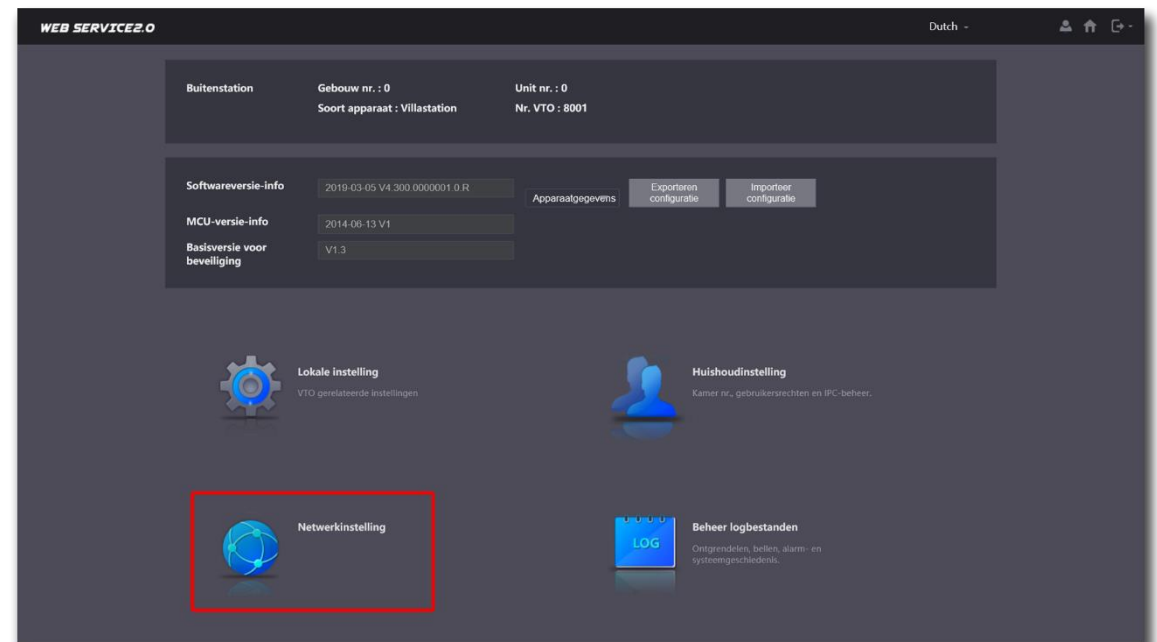 WEB SERVICE2.0
Dutch
Buitenstation
Gebouw nr. : 0
Unit nr. : 0
Soort apparaat : Villastation
Nr. VTO : 8001
Softwareversie-info
2019-03-05 V4.300.0000001.0.R
Apparaatgegevens
Exporteren
configuratie
Importeer
configuratie
MCU-versie-info
2014-06-13 V1
Basisversie voor
beveiliging
V1.3
Lokale instelling
VTO gerelateerde instellingen
Huishoudinstelling
Kamer nr., gebruikersrechten en IPC-beheer.
Netwerkinstelling
LOG
Beheer logbestanden
Ontgrendelen, bellen, alarm- en
systeemgeschiedenis.